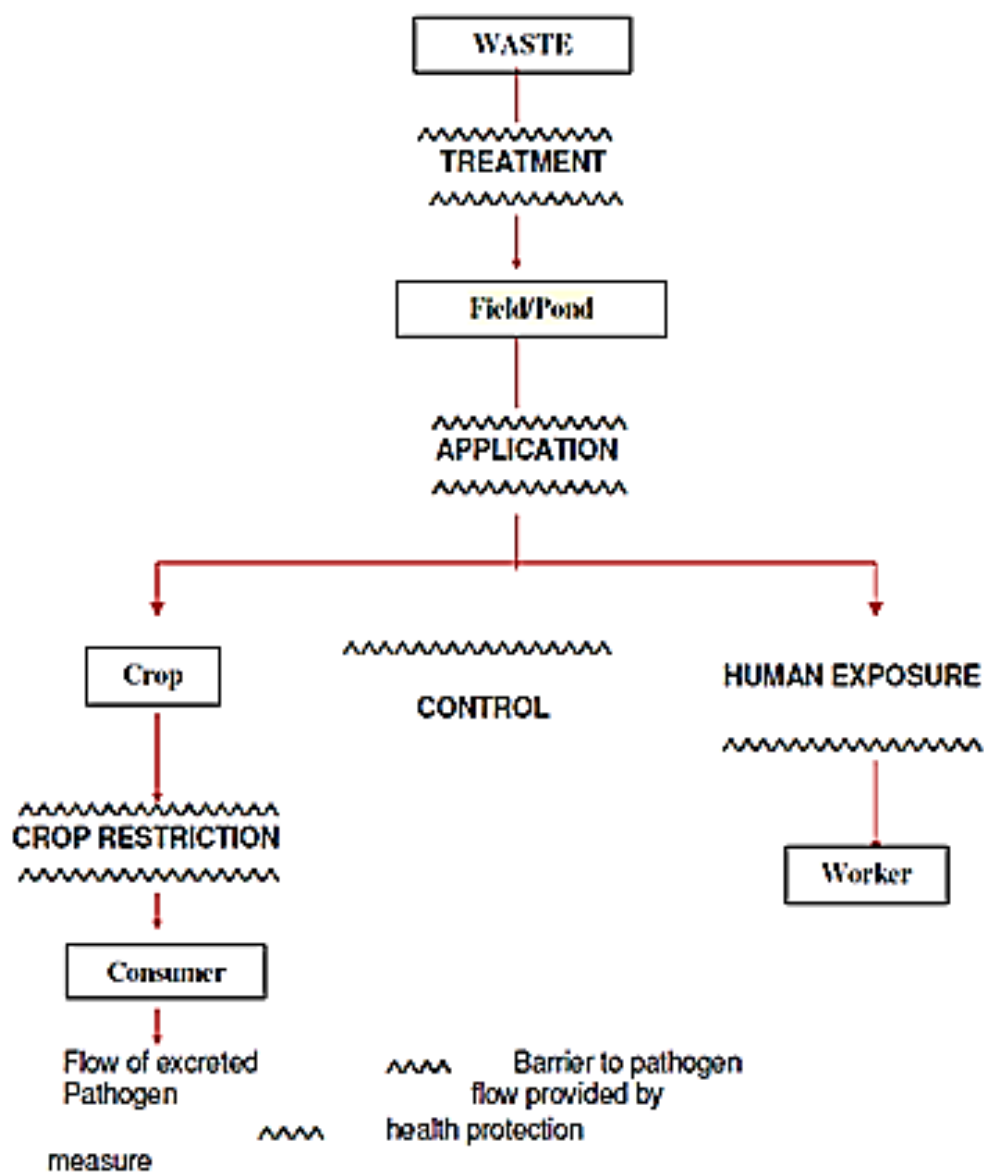 WASTE
TREATMENT
Field/Pond
APPLICATION
Crop
HUMAN EXPOSURE
CONTROL
CROP RESTRICTION
Worker
Consumer
Flow of excreted Barrier to pathogen
Pathogen flow provided by
health protection
measure